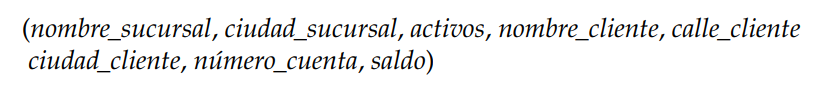 (nombre_sucursal, ciudad_sucursal, activos, nombre_cliente, calle_cliente
ciudad_cliente, número_cuenta, saldo)